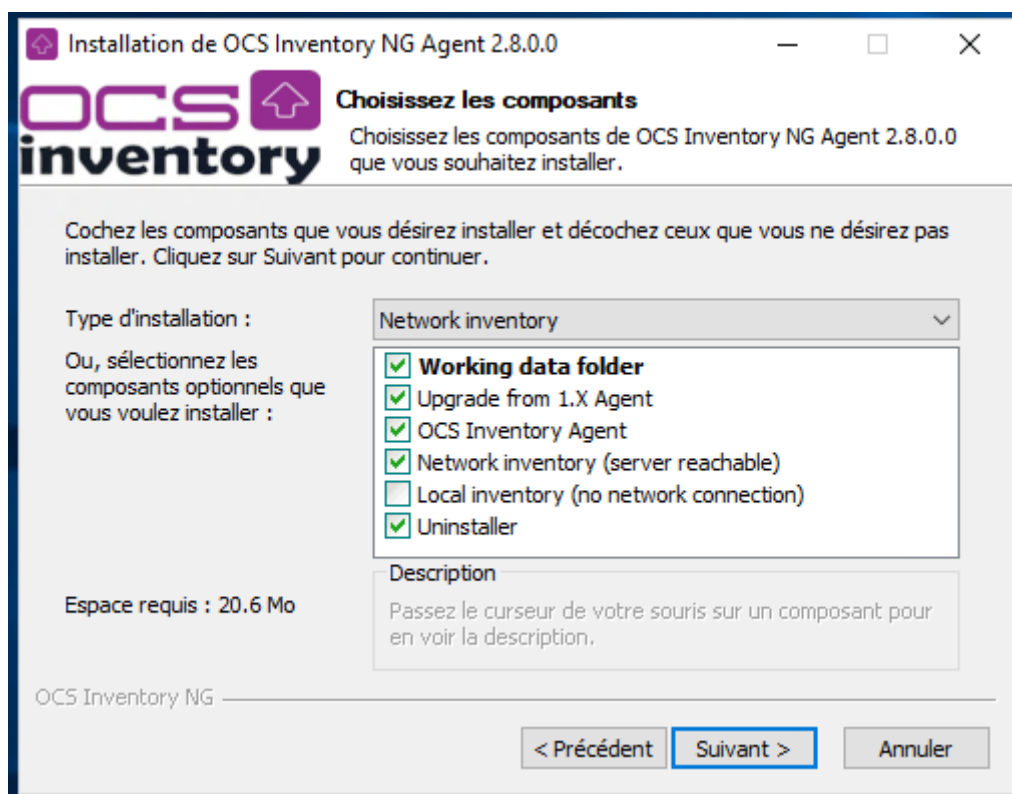 Installation de OCS Inventory NG Agent 2.8.0.0
OCS
inventory
Choisissez les composants
Choisissez les composants de OCS Inventory NG Agent 2.8.0.0
que vous souhaitez installer.
Cochez les composants que vous désirez installer et décochez ceux que vous ne désirez pas
installer. Cliquez sur Suivant pour continuer.
Type d'installation :
Network inventory
Ou, sélectionnez les
composants optionnels que
vous voulez installer :
Working data folder
Upgrade from 1.X Agent
OCS Inventory Agent
Network inventory (server reachable)
Local inventory (no network connection)
Uninstaller
Espace requis : 20.6 Mo
Description
Passez le curseur de votre souris sur un composant pour
en voir la description.
OCS Inventory NG
< Précédent
Suivant >
Annuler